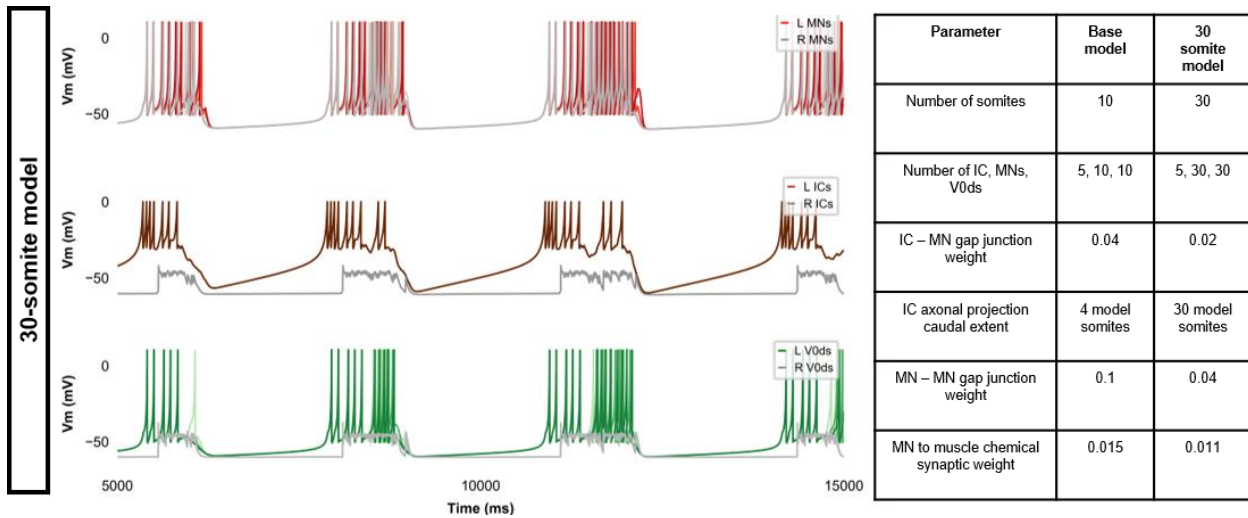 30-somite model
L MNs
R MNs
0
−50
Vm (mV)
L ICs
R ICs
0
−50
Vm (mV)
L V0ds
R V0ds
0
−50
Vm (mV)
5000 10000 15000
Time (ms)
Parameter Base model 30 somite model
Number of somites 10 30
Number of IC, MNs, V0ds 5, 10, 10 5, 30, 30
IC – MN gap junction weight 0.04 0.02
IC axonal projection caudal extent 4 model somites 30 model somites
MN – MN gap junction weight 0.1 0.04
MN to muscle chemical synaptic weight 0.015 0.011